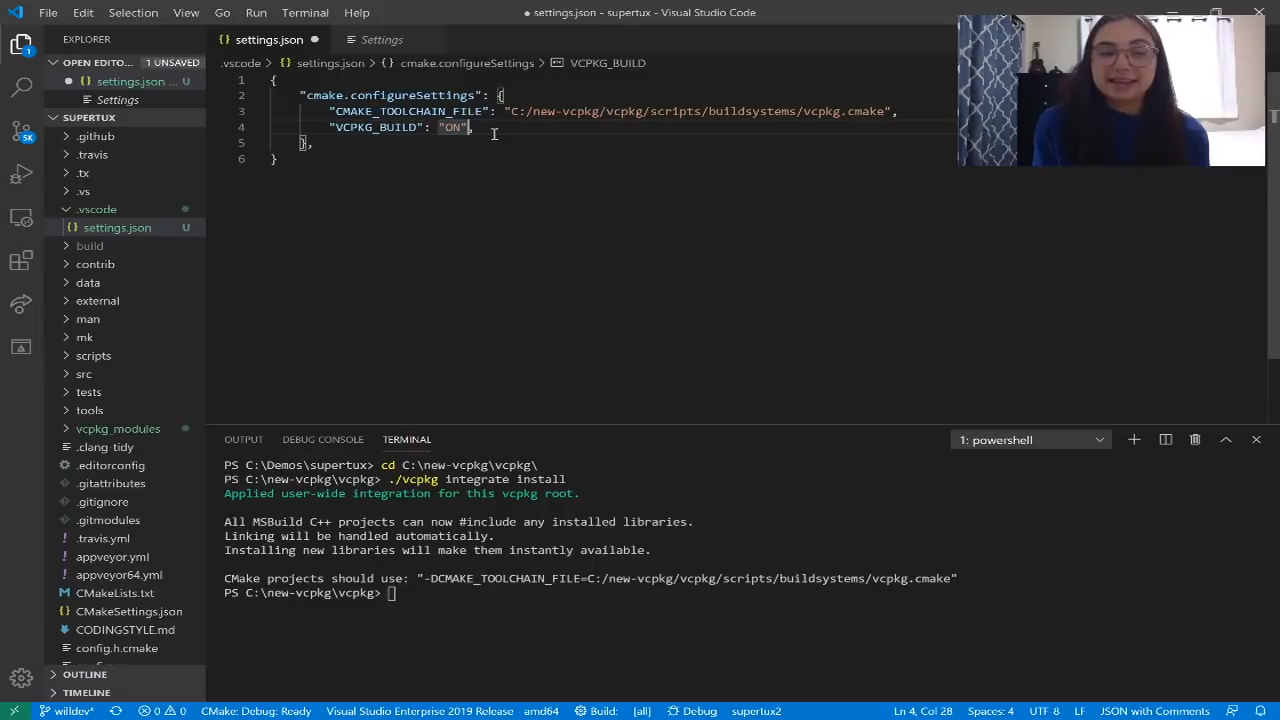 File Edit Selection View Go Run Terminal Help
● settings.json - supertux - Visual Studio Code
EXPLORER
OPEN EDITO... 1 UNSAVED
settings.json ... U
Settings
SUPERTUX
.github
.travis
.tx
.vs
.vscode
settings.json U
build
contrib
data
external
man
mk
scripts
src
tests
tools
vcpkg_modules
.clang-tidy
.editorconfig
.gitattributes
.gitignore
.gitmodules
.travis.yml
appveyor.yml
appveyor64.yml
CMakeLists.txt
CMakeSettings.json
CODINGSTYLE.md
config.h.cmake
OUTLINE
TIMELINE
1
5K
settings.json ● Settings
.vscode > {} settings.json > {} cmake.configureSettings > VCPKG_BUILD
1 {
2 "cmake.configureSettings": {
3 "CMAKE_TOOLCHAIN_FILE": "C:/new-vcpkg/vcpkg/scripts/buildsystems/vcpkg.cmake",
4 "VCPKG_BUILD": "ON",
5 },
6 }
OUTPUT DEBUG CONSOLE TERMINAL 1: powershell
PS C:\Demos\supertux> cd C:\new-vcpkg\vcpkg\
PS C:\new-vcpkg\vcpkg> ./vcpkg integrate install
Applied user-wide integration for this vcpkg root.
All MSBuild C++ projects can now #include any installed libraries.
Linking will be handled automatically.
Installing new libraries will make them instantly available.
CMake projects should use: "-DCMAKE_TOOLCHAIN_FILE=C:/new-vcpkg/vcpkg/scripts/buildsystems/vcpkg.cmake"
PS C:\new-vcpkg\vcpkg>
willdev* 0 0 CMake: Debug: Ready Visual Studio Enterprise 2019 Release - amd64 Build: [all] Debug supertux2 Ln 4, Col 28 Spaces: 4 UTF-8 LF JSON with Comments